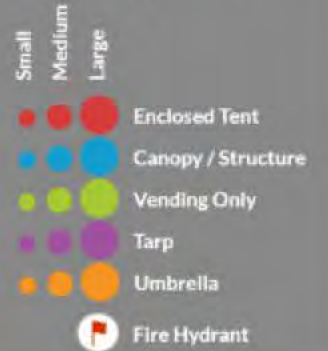 Small
Medium
Large
Enclosed Tent
Canopy / Structure
Vending Only
Tarp
Umbrella
Fire Hydrant